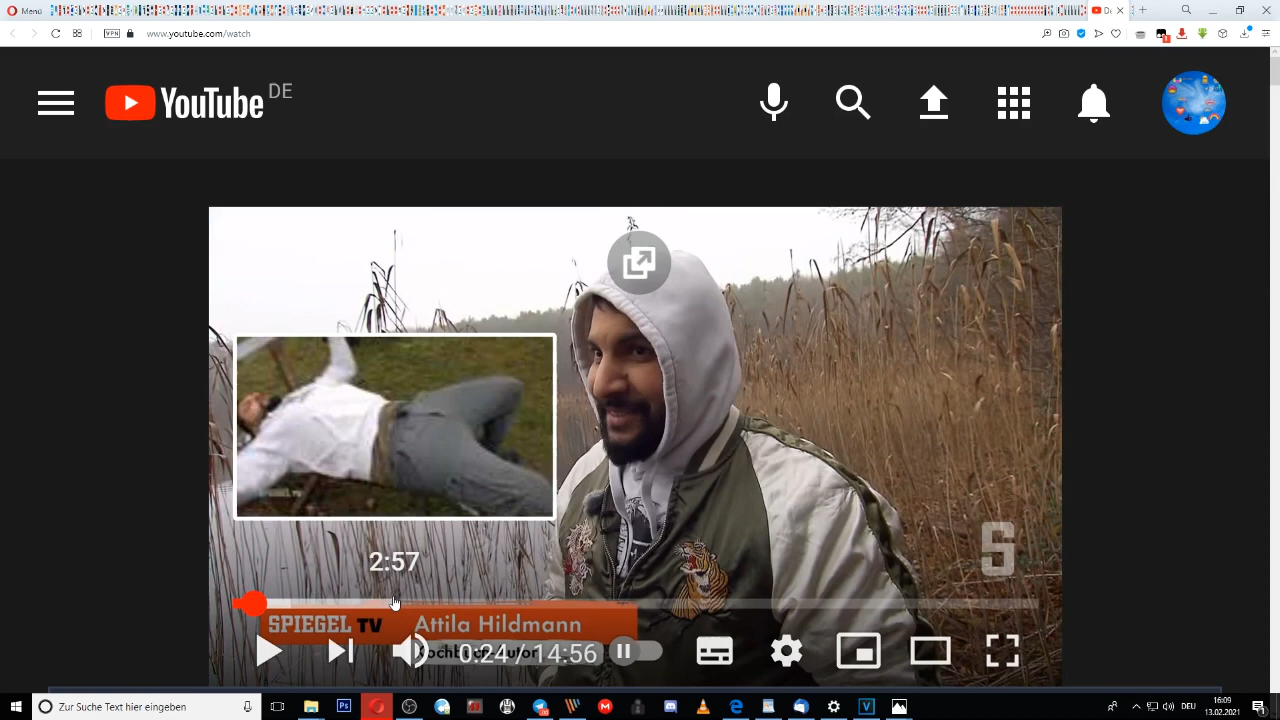 Menü
VPN
www.youtube.com/watch
YouTube DE
2:57
SPIEGEL TV Attila Hildmann
0:24 / 14:56
Zur Suche Text hier eingeben
DEU
16:09
13.02.2021